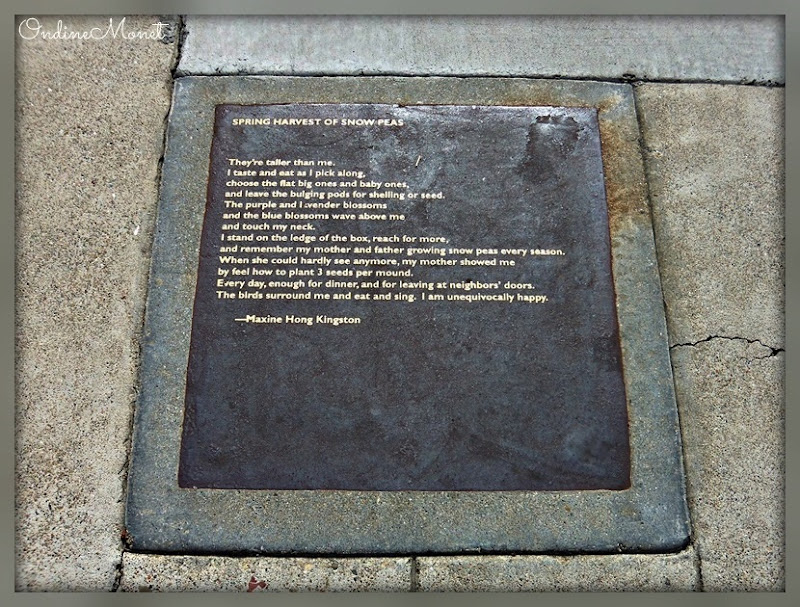 OndineMonet
SPRING HARVEST OF SNOW PEAS
They're taller than me.
I taste and eat as I pick along,
choose the flat big ones and baby ones,
and leave the bulging pods for shelling or seed.
The purple and lavender blossoms
and the blue blossoms wave above me
and touch my neck.
I stand on the ledge of the box, reach for more,
and remember my mother and father growing snow peas every season.
When she could hardly see anymore, my mother showed me
by feel how to plant 3 seeds per mound.
Every day, enough for dinner, and for leaving at neighbors' doors.
The birds surround me and eat and sing. I am unequivocally happy.
—Maxine Hong Kingston